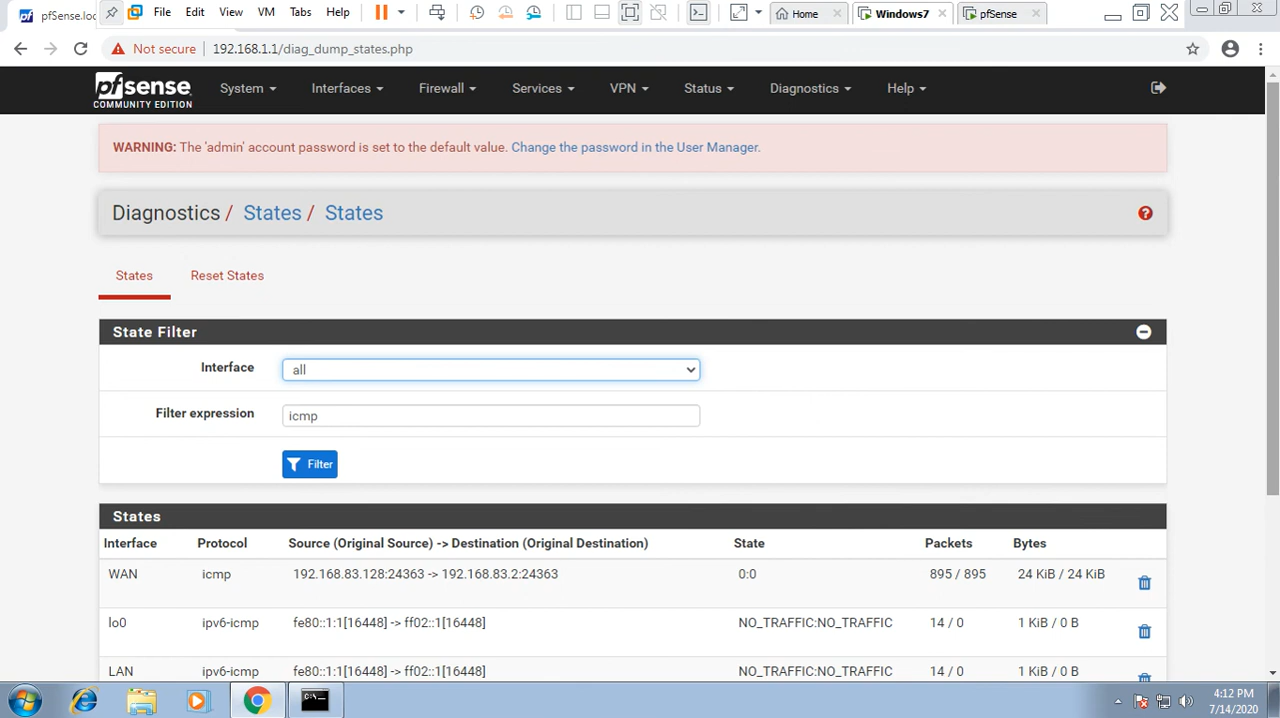 pfSense.loc
File Edit View VM Tabs Help
Home
Windows7
pfSense
Not secure 192.168.1.1/diag_dump_states.php
pfsense
COMMUNITY EDITION
System Interfaces Firewall Services VPN Status Diagnostics Help
WARNING: The 'admin' account password is set to the default value. Change the password in the User Manager.
Diagnostics / States / States
States Reset States
State Filter
Interface all
Filter expression icmp
Filter
States
Interface Protocol Source (Original Source) -> Destination (Original Destination) State Packets Bytes
WAN icmp 192.168.83.128:24363 -> 192.168.83.2:24363 0:0 895 / 895 24 KiB / 24 KiB
lo0 ipv6-icmp fe80::1:1[16448] -> ff02::1[16448] NO_TRAFFIC:NO_TRAFFIC 14 / 0 1 KiB / 0 B
LAN ipv6-icmp fe80::1:1[16448] -> ff02::1[16448] NO_TRAFFIC:NO_TRAFFIC 14 / 0 1 KiB / 0 B
4:12 PM
7/14/2020